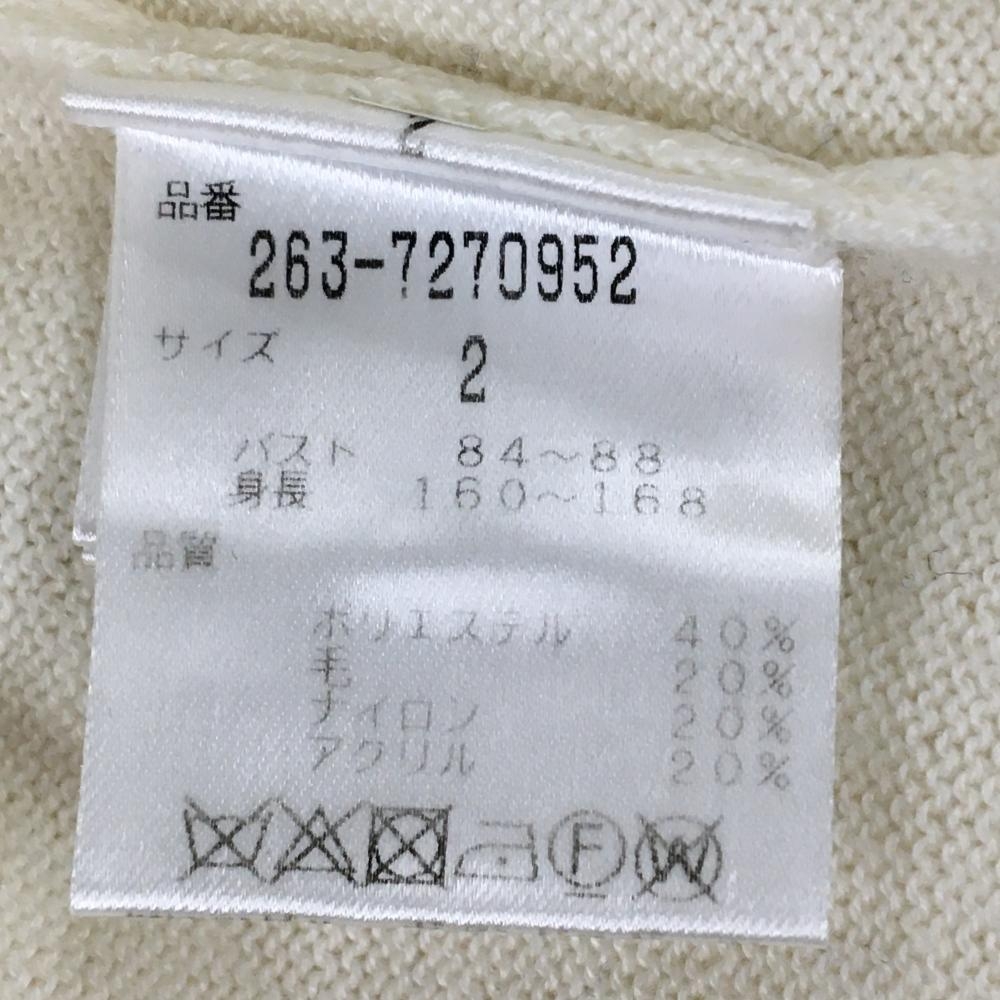 2
品番
263-7270952
サイズ
2
バスト 84～88
身長 160～168
品質
ポリエステル 40%
毛 20%
ナイロン 20%
アクリル 20%
F W